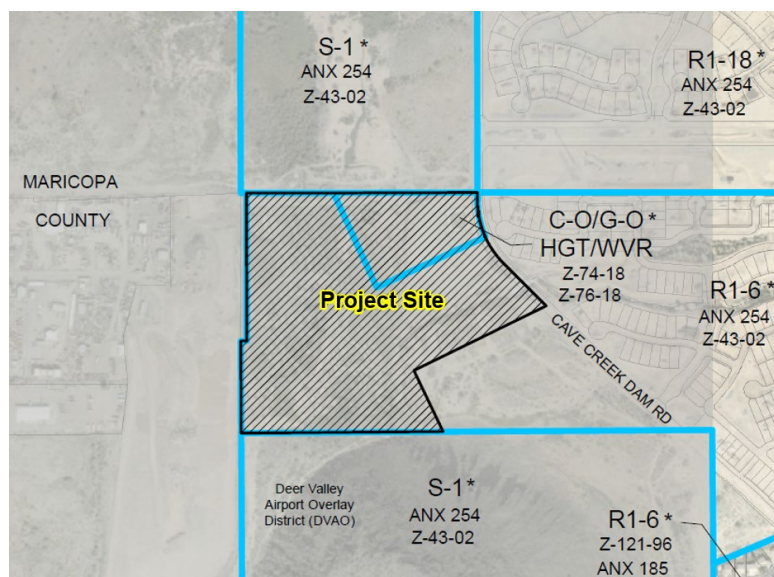 S-1 *
ANX 254
Z-43-02
R1-18 *
ANX 254
Z-43-02
MARICOPA
COUNTY
C-O/G-O *
HGT/WVR
Z-74-18
Z-76-18
Project Site
R1-6 *
ANX 254
Z-43-02
CAVE CREEK DAM RD
Deer Valley
Airport Overlay
District (DVAO)
S-1 *
ANX 254
Z-43-02
R1-6 *
Z-121-96
ANX 185